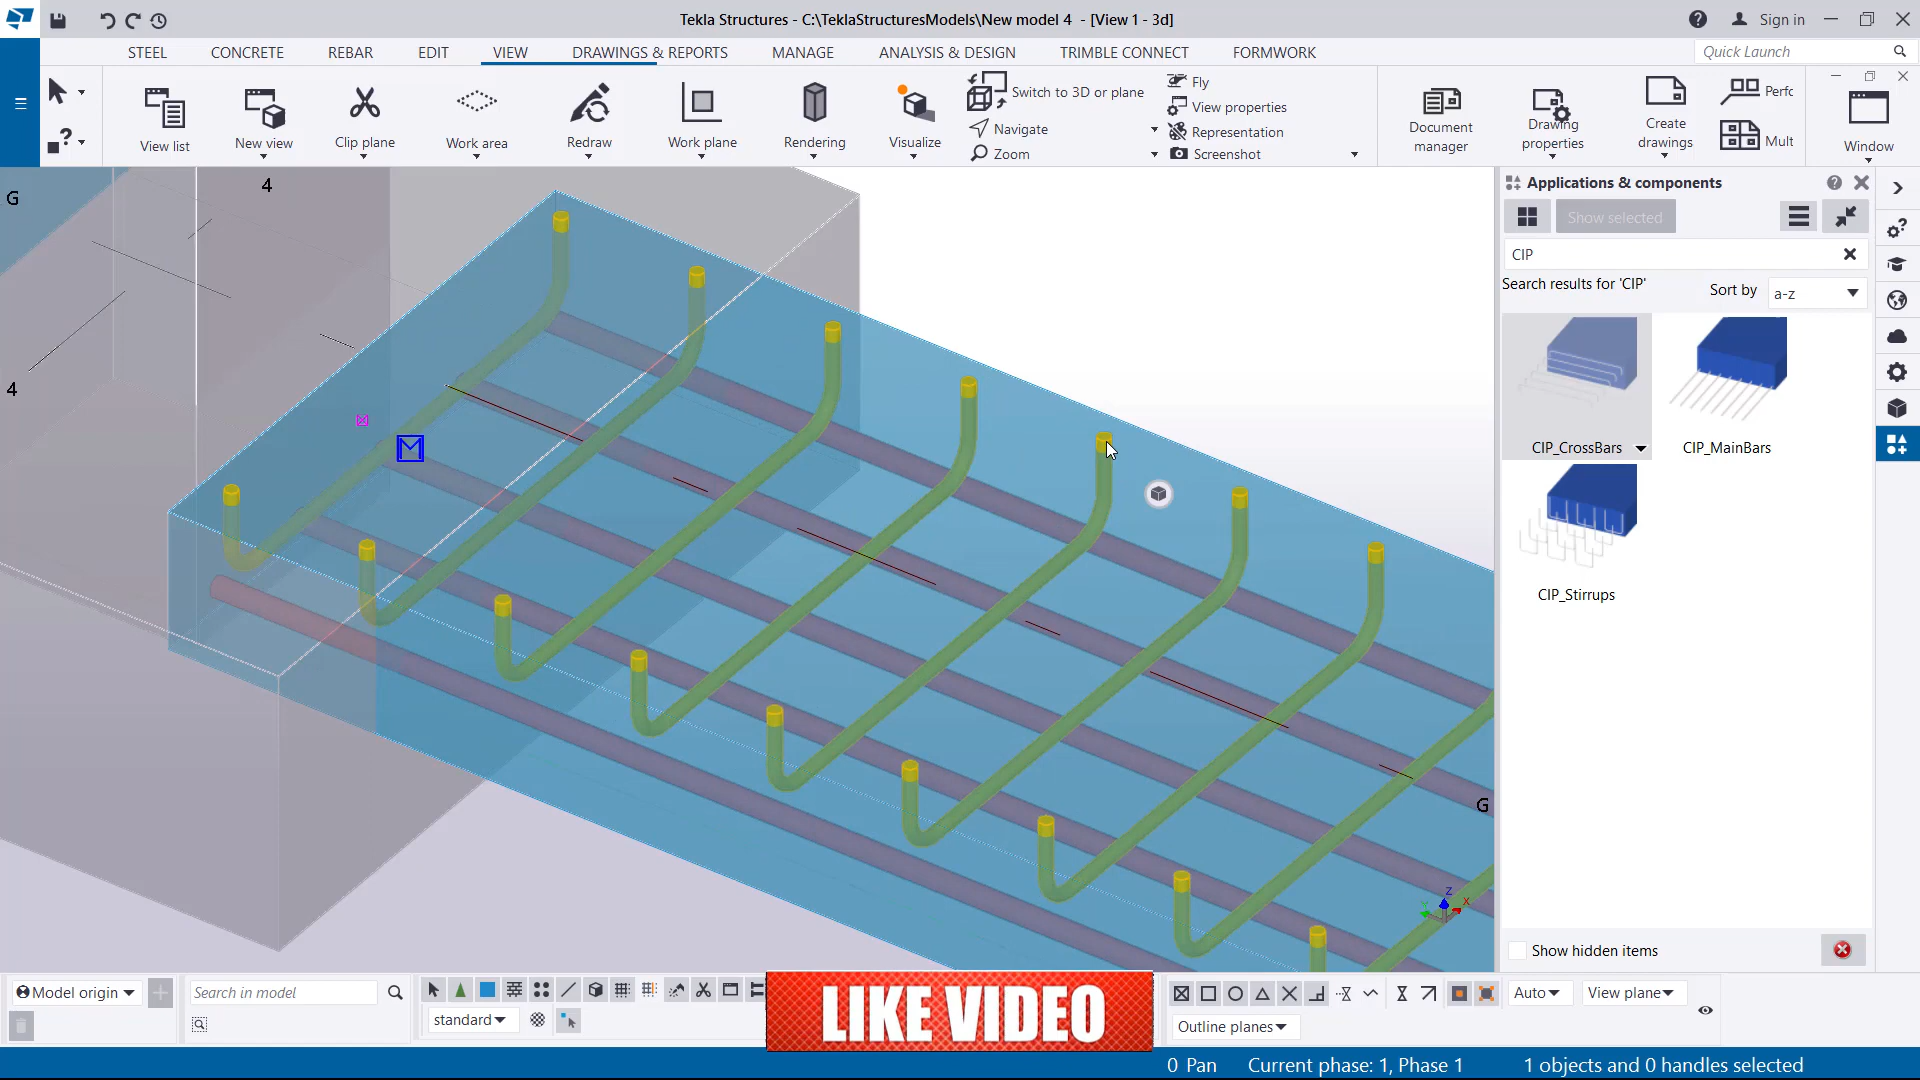 Tekla Structures - C:\TeklaStructuresModels\New model 4 - [View 1 - 3d]
Sign in
STEEL CONCRETE REBAR EDIT VIEW DRAWINGS & REPORTS MANAGE ANALYSIS & DESIGN TRIMBLE CONNECT FORMWORK
Quick Launch
View list
New view
Clip plane
Work area
Redraw
Work plane
Rendering
Visualize
Switch to 3D or plane
Navigate
Zoom
Fly
View properties
Representation
Screenshot
Document
manager
Drawing
properties
Create
drawings
Perfc
Mult
Window
G
4
4
G
Z
X
Y
Applications & components
Show selected
CIP
Search results for 'CIP'
Sort by
a-z
CIP_CrossBars
CIP_MainBars
CIP_Stirrups
Show hidden items
Model origin
Search in model
standard
LIKE VIDEO
Auto
View plane
Outline planes
0 Pan Current phase: 1, Phase 1 1 objects and 0 handles selected